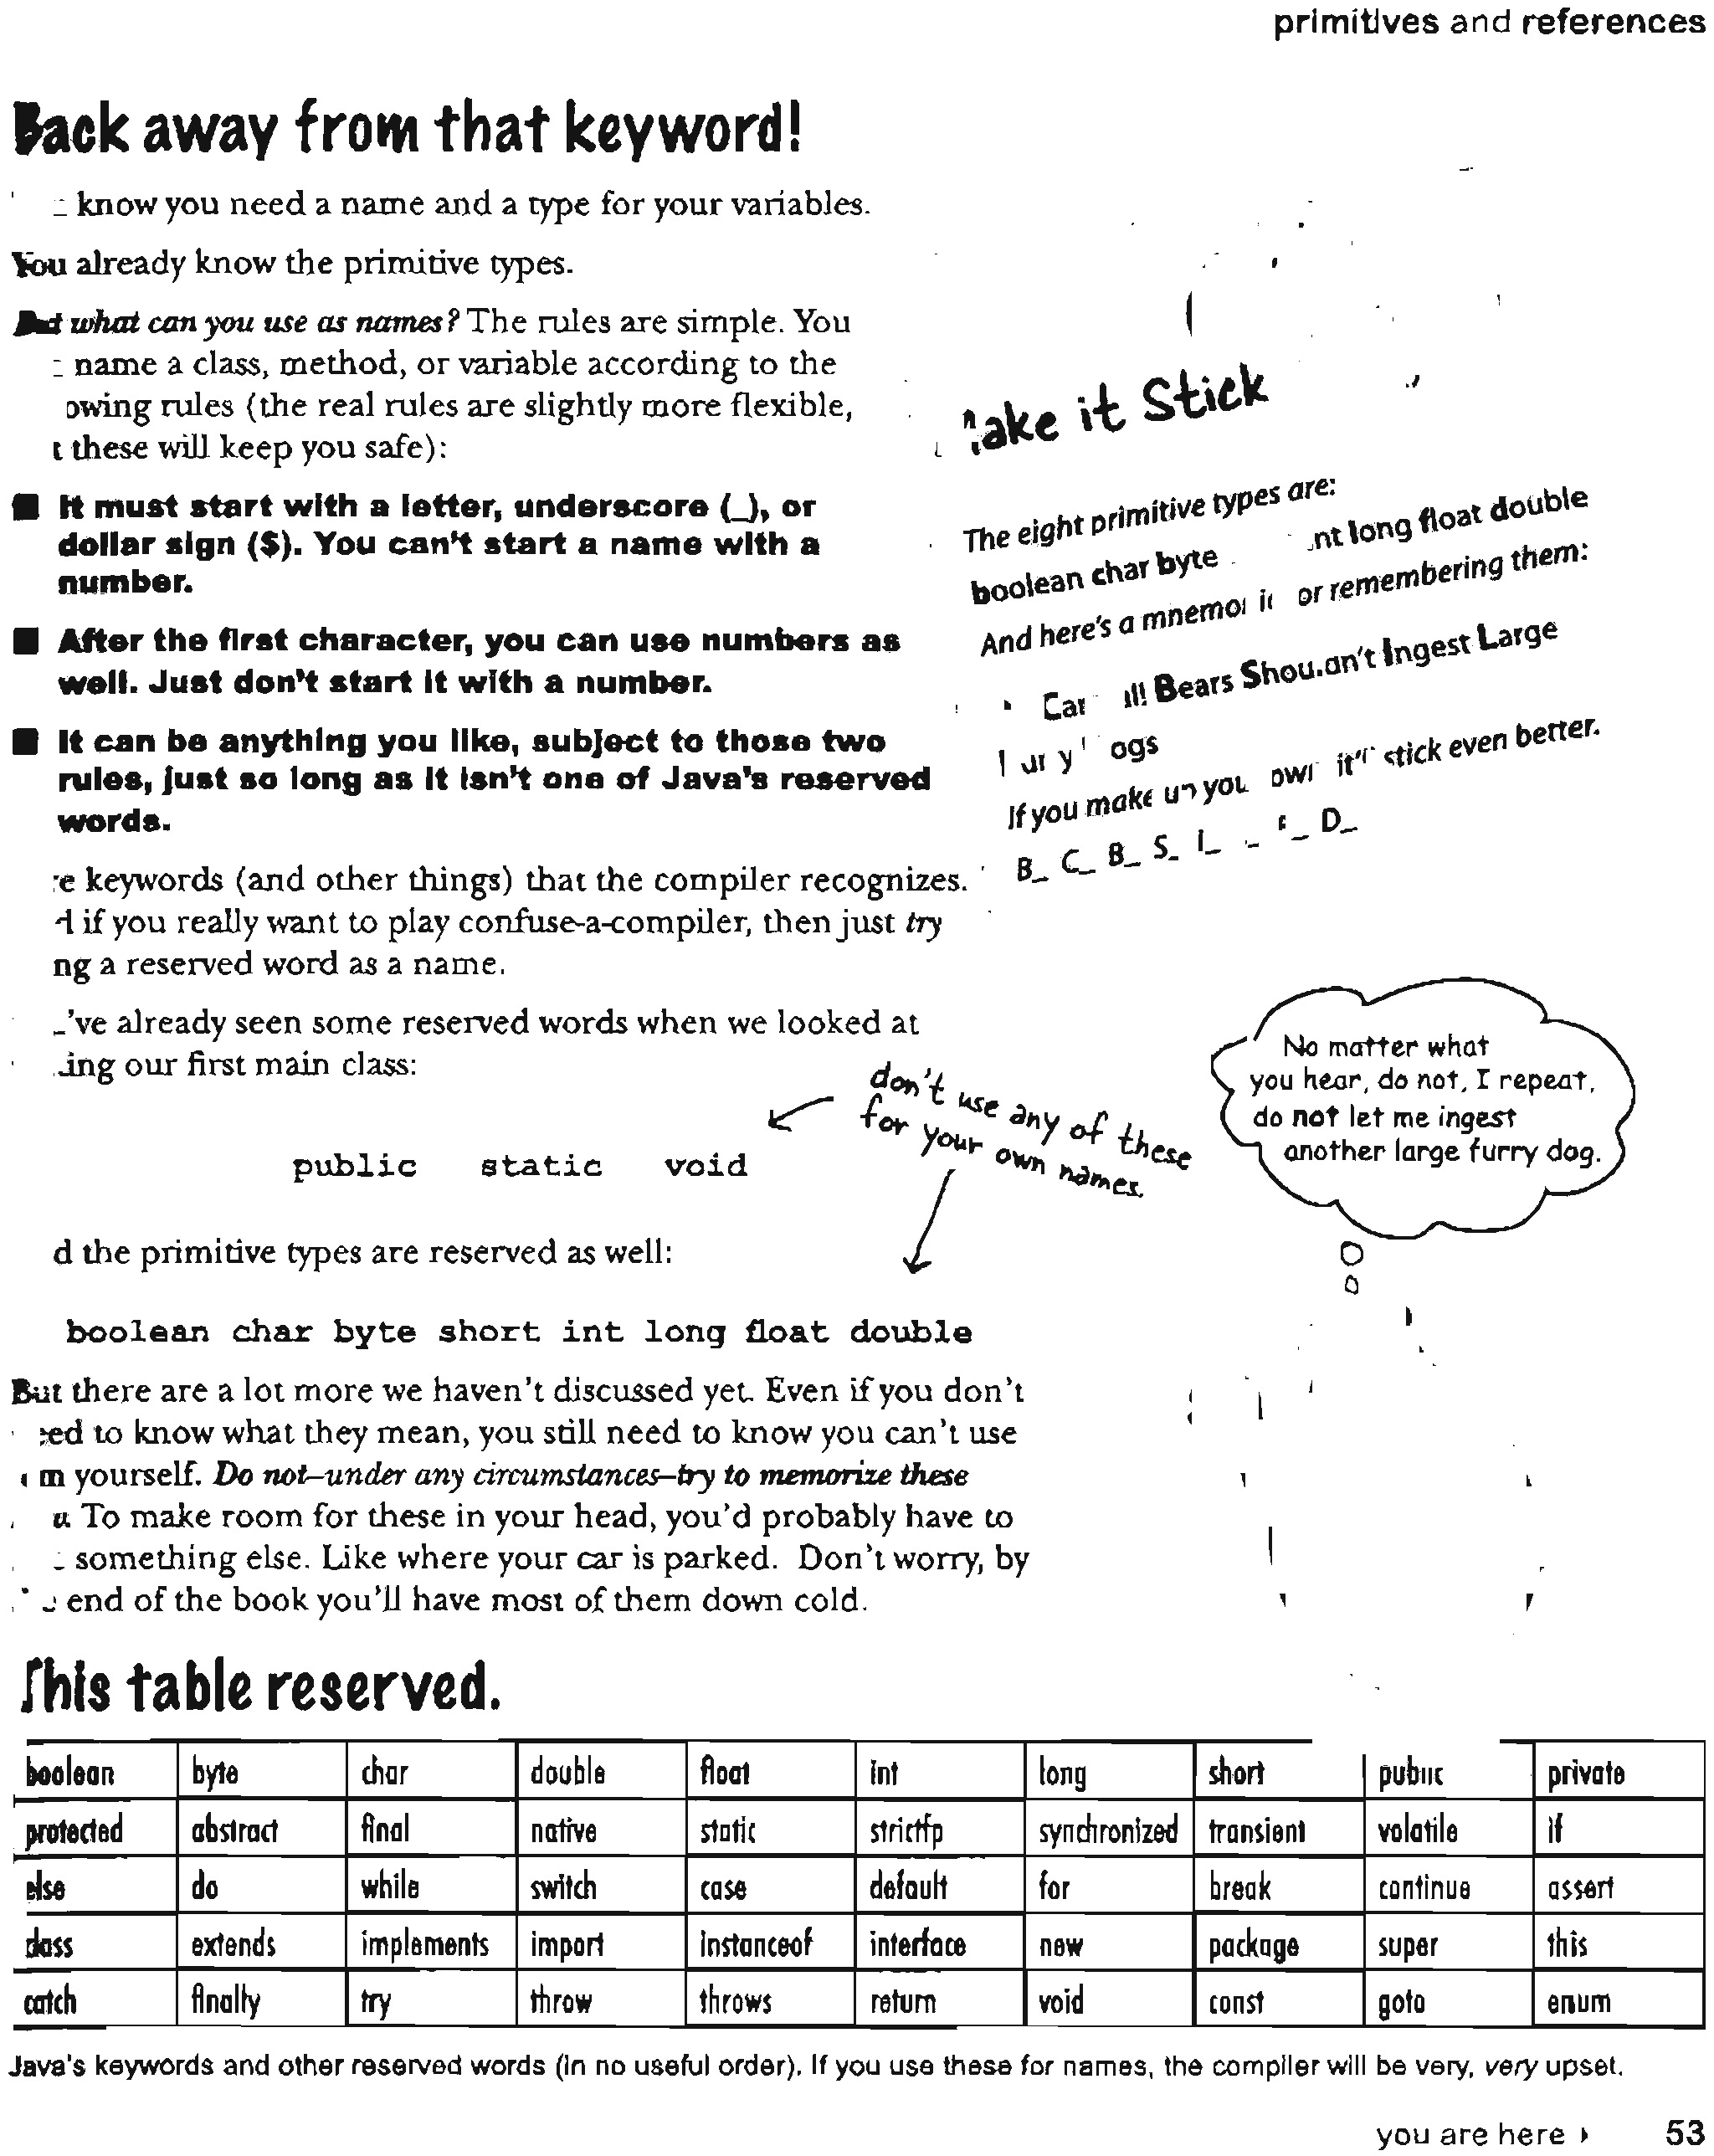 primitives and references
Back away from that keyword!
know you need a name and a type for your variables.
You already know the primitive types.
But what can you use as names? The rules are simple. You
name a class, method, or variable according to the
owing rules (the real rules are slightly more flexible,
t these will keep you safe):
■ It must start with a letter, underscore (_), or
dollar sign ($). You can't start a name with a
number.
■ After the first character, you can use numbers as
well. Just don't start it with a number.
■ It can be anything you like, subject to those two
rules, just so long as it isn't one of Java's reserved
words.
re keywords (and other things) that the compiler recognizes.
d if you really want to play confuse-a-compiler, then just try
ng a reserved word as a name.
've already seen some reserved words when we looked at
ing our first main class:
public static void
don't use any of these
for your own names.
d the primitive types are reserved as well:
boolean char byte short int long float double
But there are a lot more we haven't discussed yet. Even if you don't
eed to know what they mean, you still need to know you can't use
m yourself. Do not–under any circumstances–try to memorize these
To make room for these in your head, you'd probably have to
something else. Like where your car is parked. Don't worry, by
end of the book you'll have most of them down cold.
Make it Stick
The eight primitive types are:
boolean char byte int long float double
And here's a mnemonic for remembering them:
Bears Shouldn't Ingest Large
If you make up your own it'll stick even better.
B_ C_ B_ S_ I_ _ F_ D_
No matter what
you hear, do not, I repeat,
do not let me ingest
another large furry dog.
This table reserved.
boolean byte char double float int long short public private
protected abstract final native static strictfp synchronized transient volatile if
else do while switch case default for break continue assert
class extends implements import instanceof interface new package super this
catch finally try throw throws return void const goto enum
Java's keywords and other reserved words (in no useful order). If you use these for names, the compiler will be very, very upset.
you are here ▸ 53